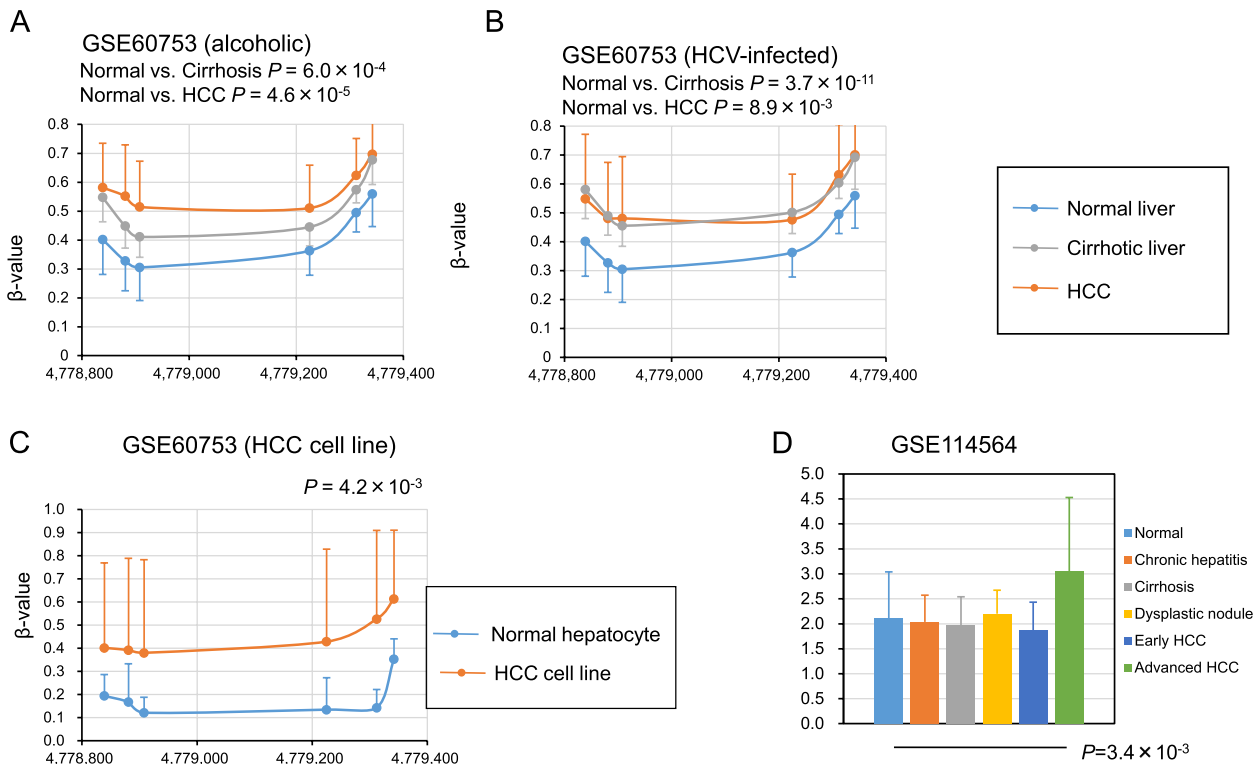 A
GSE60753 (alcoholic)
Normal vs. Cirrhosis P = 6.0 × 10-4
Normal vs. HCC P = 4.6 × 10-5
β-value
0.8
0.7
0.6
0.5
0.4
0.3
0.2
0.1
0
4,778,800
4,779,000
4,779,200
4,779,400
B
GSE60753 (HCV-infected)
Normal vs. Cirrhosis P = 3.7 × 10-11
Normal vs. HCC P = 8.9 × 10-3
β-value
0.8
0.7
0.6
0.5
0.4
0.3
0.2
0.1
0
4,778,800
4,779,000
4,779,200
4,779,400
Normal liver
Cirrhotic liver
HCC
C
GSE60753 (HCC cell line)
P = 4.2 × 10-3
β-value
1.0
0.9
0.8
0.7
0.6
0.5
0.4
0.3
0.2
0.1
0.0
4.778.800
4.779.000
4.779.200
4.779.400
Normal hepatocyte
HCC cell line
D
GSE114564
5.0
4.5
4.0
3.5
3.0
2.5
2.0
1.5
1.0
0.5
0.0
Normal
Chronic hepatitis
Cirrhosis
Dysplastic nodule
Early HCC
Advanced HCC
P=3.4 × 10-3